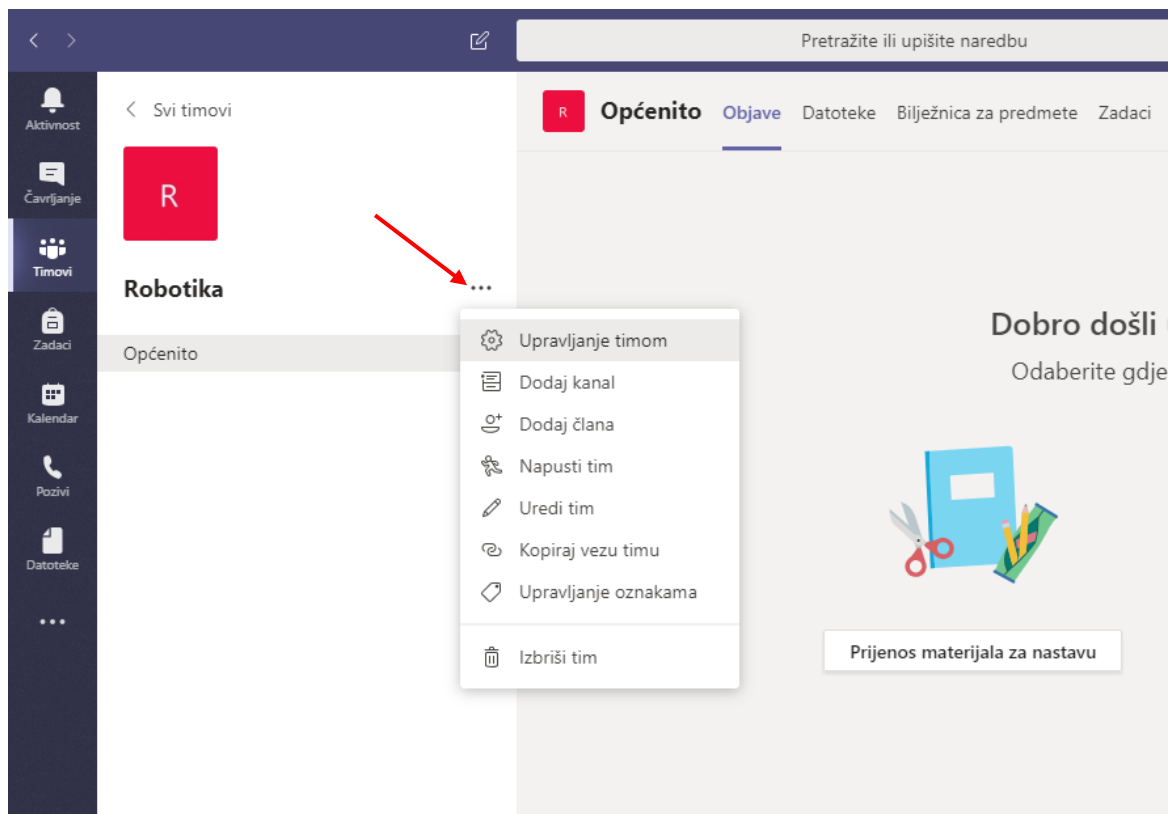 Pretražite ili upišite naredbu
Aktivnost
Čavrljanje
Timovi
Zadaci
Kalendar
Pozivi
Datoteke
Svi timovi
R
Robotika
Općenito
Upravljanje timom
Dodaj kanal
Dodaj člana
Napusti tim
Uredi tim
Kopiraj vezu timu
Upravljanje oznakama
Izbriši tim
R Općenito Objave Datoteke Bilježnica za predmete Zadaci
Dobro došli
Odaberite gdje
Prijenos materijala za nastavu